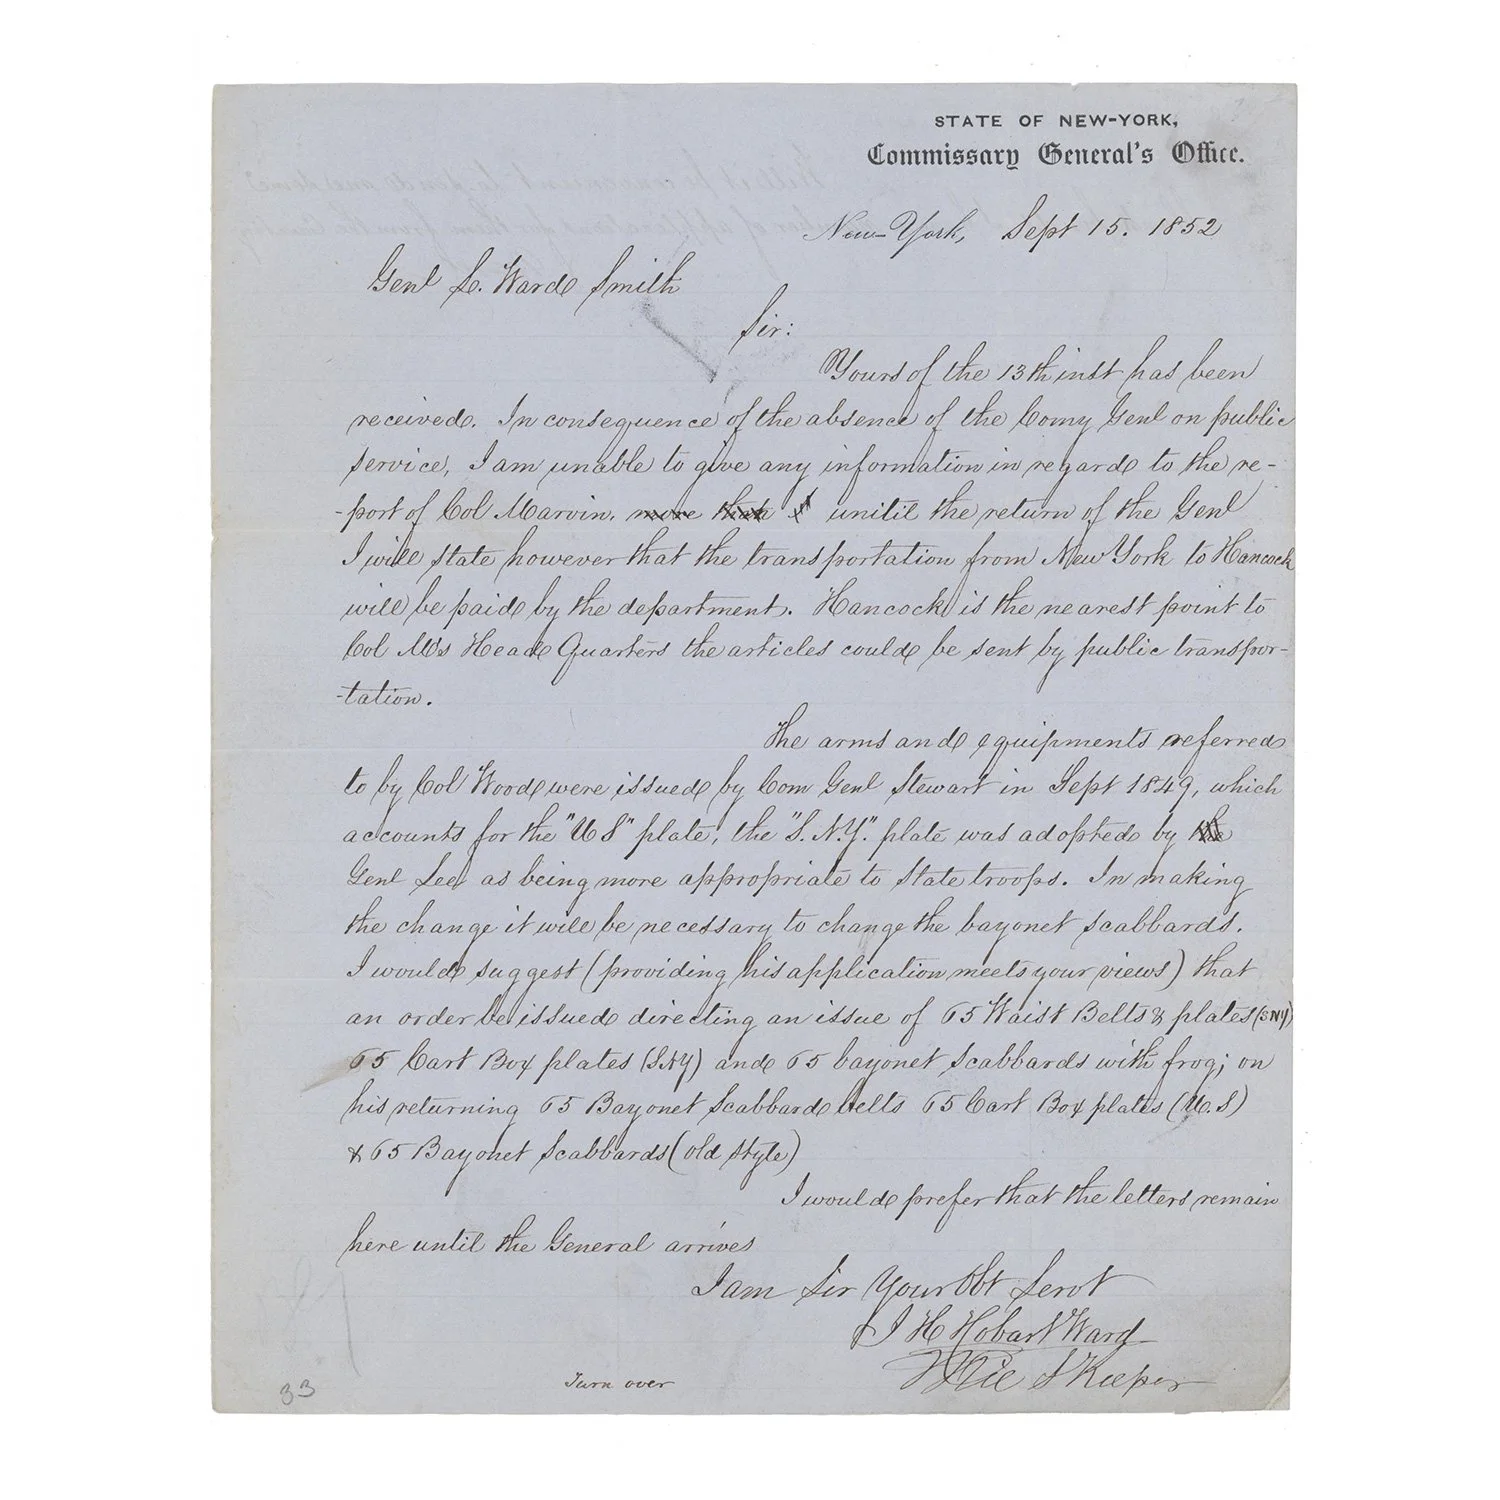 STATE OF NEW-YORK,
Commissary General's Office.
New-York, Sept 15. 1852
Genl L. Ward Smith
Sir:
Yours of the 13th inst has been
received. In consequence of the absence of the Comy Genl on public
service, I am unable to give any information in regard to the re-
-port of Col Marvin. more than until the return of the Genl
I will state however that the transportation from New York to Hancock
will be paid by the department. Hancock is the nearest point to
Col M's Head Quarters the articles could be sent by public transpor-
-tation.
The arms and equipments referred
to by Col Wood were issued by Com Genl Stewart in Sept 1849, which
accounts for the "U S" plate, the "S.N.Y." plate was adopted by the
Genl Lee as being more appropriate to State troops. In making
the change it will be necessary to change the bayonet scabbards.
I would suggest (providing his application meets your views) that
an order be issued directing an issue of 65 Waist Belts & plates (SNY)
65 Cart Box plates (SNY) and 65 bayonet scabbards with frog; on
his returning 65 Bayonet Scabbard belts 65 Cart Box plates (U.S)
& 65 Bayonet Scabbards (old style)
I would prefer that the letters remain
here until the General arrives
I am Sir Your Obt Servt
J H Hobart Ward
S Keeper
Turn over
33